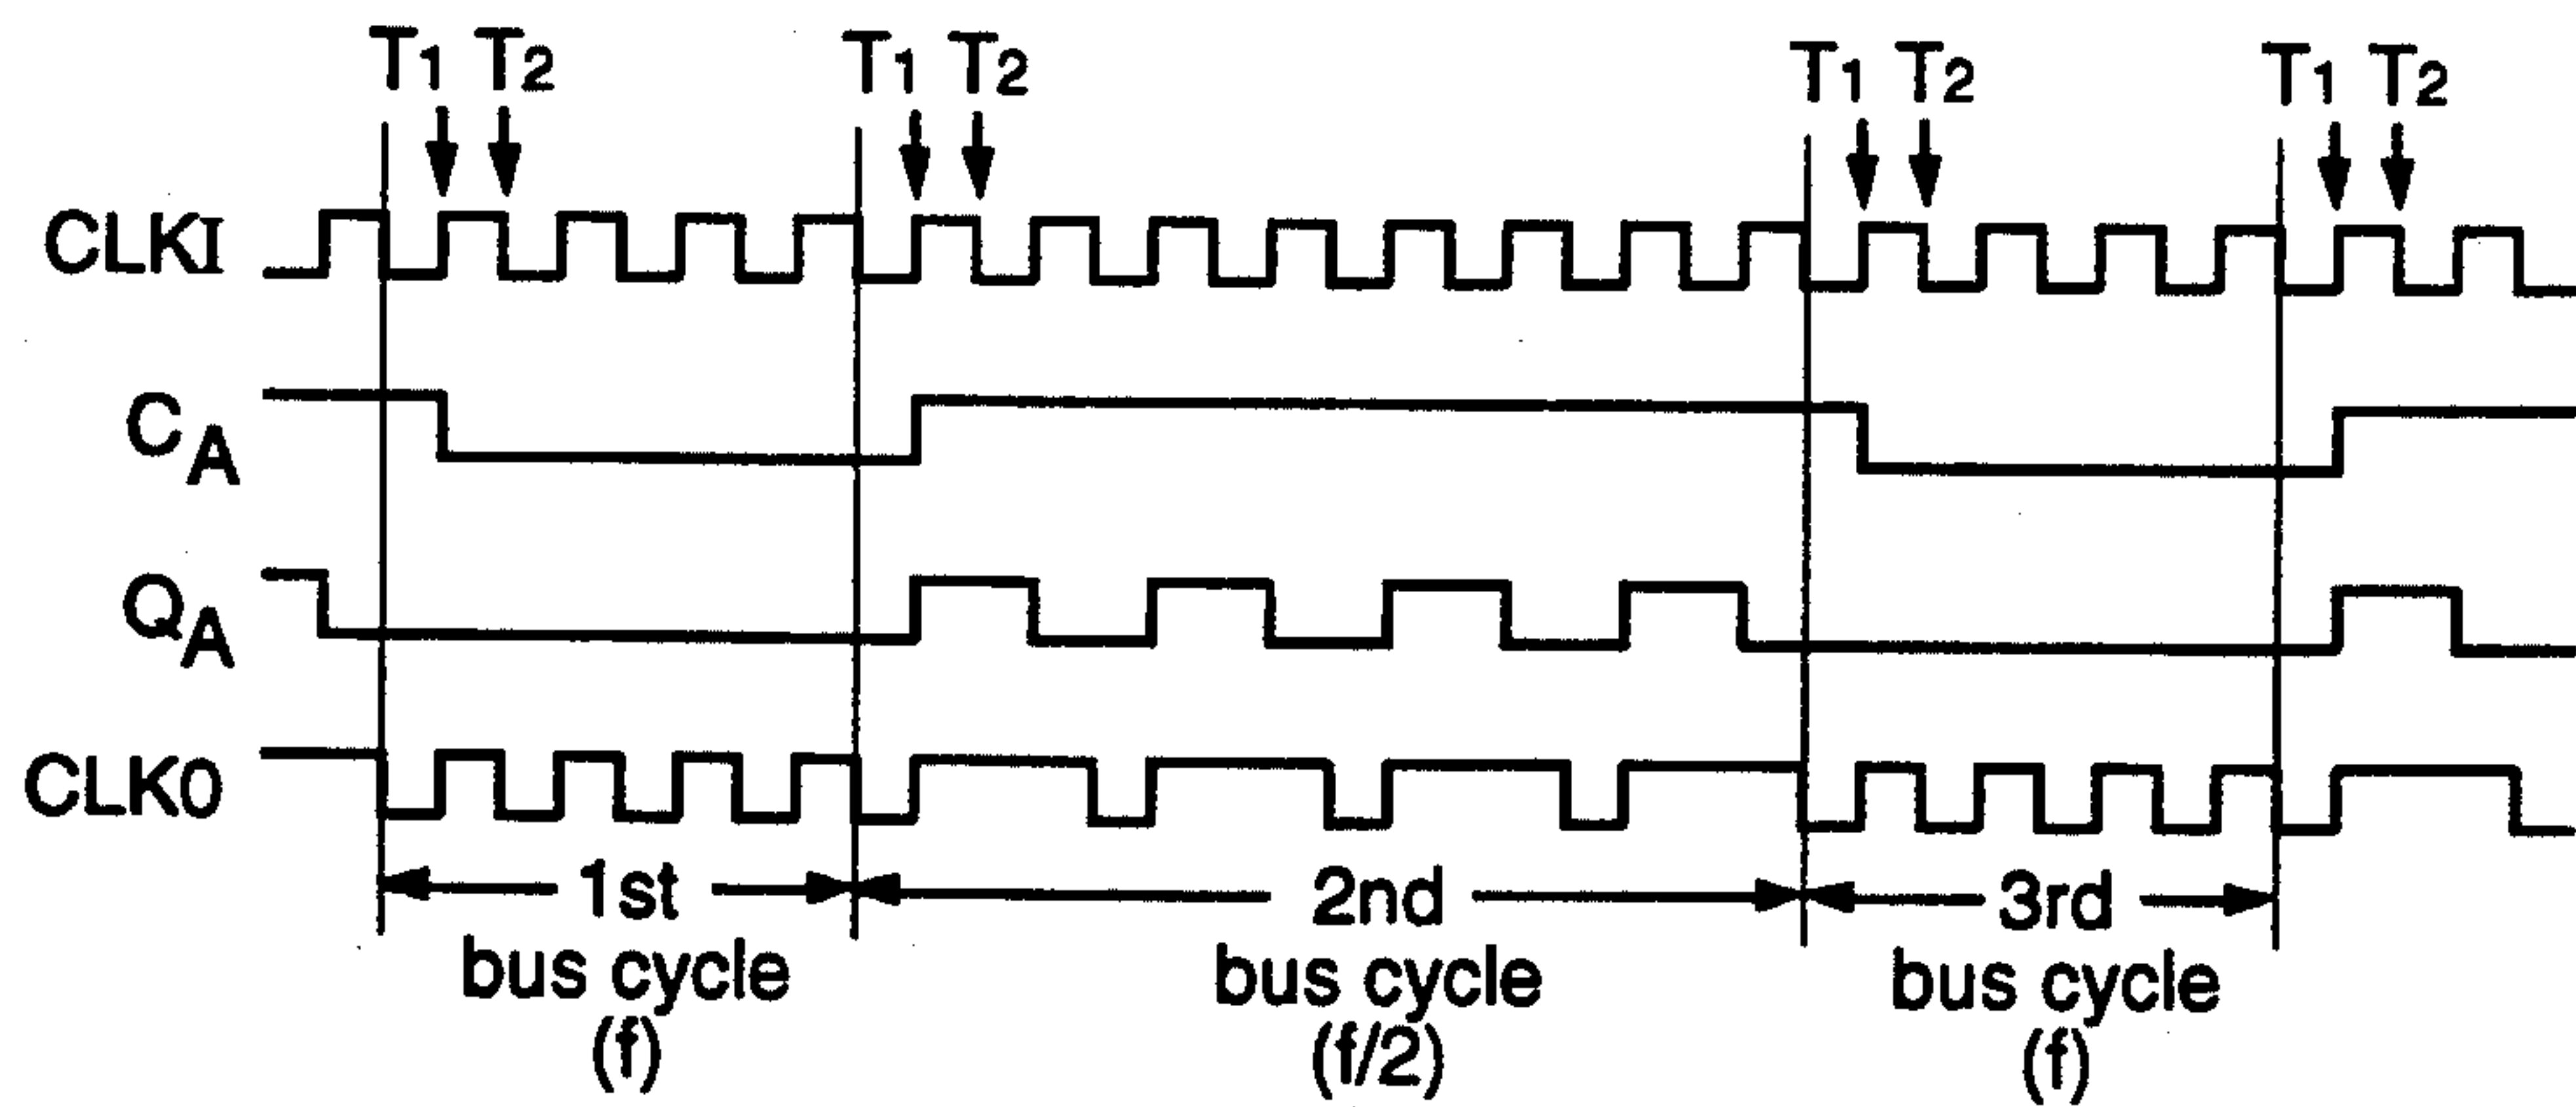 T1 T2 T1 T2 T1 T2 T1 T2
CLKI
CA
QA
CLK0
1st bus cycle (f)
2nd bus cycle (f/2)
3rd bus cycle (f)